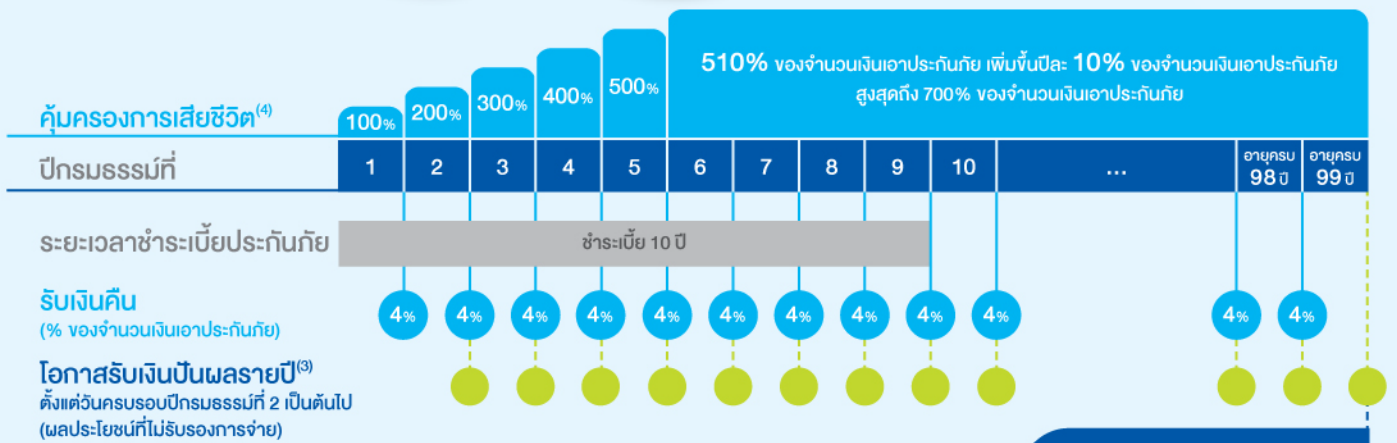 100% 200% 300% 400% 500%
510% ของจำนวนเงินเอาประกันภัย เพิ่มขึ้นปีละ 10% ของจำนวนเงินเอาประกันภัย
สูงสุดถึง 700% ของจำนวนเงินเอาประกันภัย
คุ้มครองการเสียชีวิต(4)
ปีกรมธรรม์ที่ 1 2 3 4 5 6 7 8 9 10 ... อายุครบ 98 ปี อายุครบ 99 ปี
ระยะเวลาชำระเบี้ยประกันภัย ชำระเบี้ย 10 ปี
รับเงินคืน
(% ของจำนวนเงินเอาประกันภัย)
4% 4% 4% 4% 4% 4% 4% 4% 4% 4% 4% 4%
โอกาสรับเงินปันผลรายปี(3)
ตั้งแต่วันครบรอบปีกรมธรรม์ที่ 2 เป็นต้นไป
(ผลประโยชน์ที่ไม่รับรองการจ่าย)